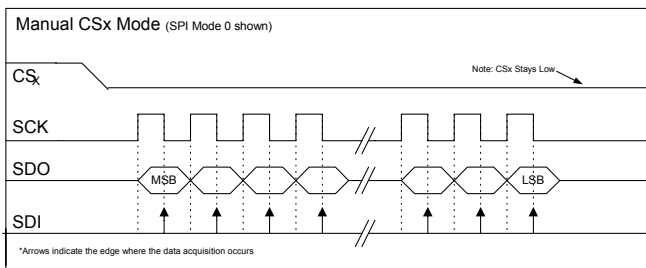 Manual CSx Mode (SPI Mode 0 shown)
CSx
Note: CSx Stays Low
SCK
SDO
MSB
LSB
SDI
*Arrows indicate the edge where the data acquisition occurs